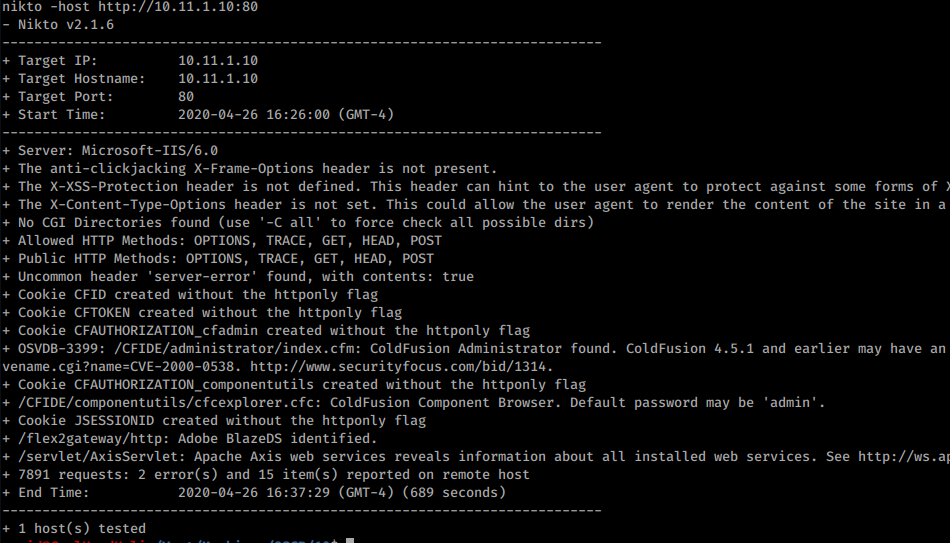 nikto -host http://10.11.1.10:80
- Nikto v2.1.6
---------------------------------------------------------------------------
+ Target IP:          10.11.1.10
+ Target Hostname:    10.11.1.10
+ Target Port:        80
+ Start Time:         2020-04-26 16:26:00 (GMT-4)
---------------------------------------------------------------------------
+ Server: Microsoft-IIS/6.0
+ The anti-clickjacking X-Frame-Options header is not present.
+ The X-XSS-Protection header is not defined. This header can hint to the user agent to protect against some forms of X
+ The X-Content-Type-Options header is not set. This could allow the user agent to render the content of the site in a
+ No CGI Directories found (use '-C all' to force check all possible dirs)
+ Allowed HTTP Methods: OPTIONS, TRACE, GET, HEAD, POST
+ Public HTTP Methods: OPTIONS, TRACE, GET, HEAD, POST
+ Uncommon header 'server-error' found, with contents: true
+ Cookie CFID created without the httponly flag
+ Cookie CFTOKEN created without the httponly flag
+ Cookie CFAUTHORIZATION_cfadmin created without the httponly flag
+ OSVDB-3399: /CFIDE/administrator/index.cfm: ColdFusion Administrator found. ColdFusion 4.5.1 and earlier may have an
vename.cgi?name=CVE-2000-0538. http://www.securityfocus.com/bid/1314.
+ Cookie CFAUTHORIZATION_componentutils created without the httponly flag
+ /CFIDE/componentutils/cfcexplorer.cfc: ColdFusion Component Browser. Default password may be 'admin'.
+ Cookie JSESSIONID created without the httponly flag
+ /flex2gateway/http: Adobe BlazeDS identified.
+ /servlet/AxisServlet: Apache Axis web services reveals information about all installed web services. See http://ws.ap
+ 7891 requests: 2 error(s) and 15 item(s) reported on remote host
+ End Time:           2020-04-26 16:37:29 (GMT-4) (689 seconds)
---------------------------------------------------------------------------
+ 1 host(s) tested